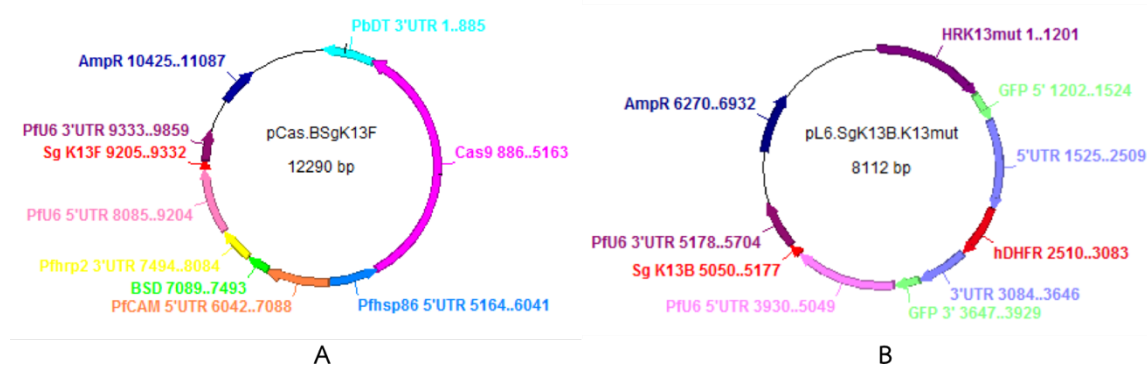 PbDT 3'UTR 1..885
AmpR 10425..11087
PfU6 3'UTR 9333..9859
Sg K13F 9205..9332
pCas.BSgK13F
12290 bp
Cas9 886..5163
PfU6 5'UTR 8085..9204
Pfhrp2 3'UTR 7494..8084
BSD 7089..7493
PfCAM 5'UTR 6042..7088
Pfhsp86 5'UTR 5164..6041
A
HRK13mut 1..1201
GFP 5' 1202..1524
AmpR 6270..6932
pL6.SgK13B.K13mut
8112 bp
5'UTR 1525..2509
PfU6 3'UTR 5178..5704
hDHFR 2510..3083
Sg K13B 5050..5177
3'UTR 3084..3646
PfU6 5'UTR 3930..5049
GFP 3' 3647..3929
B